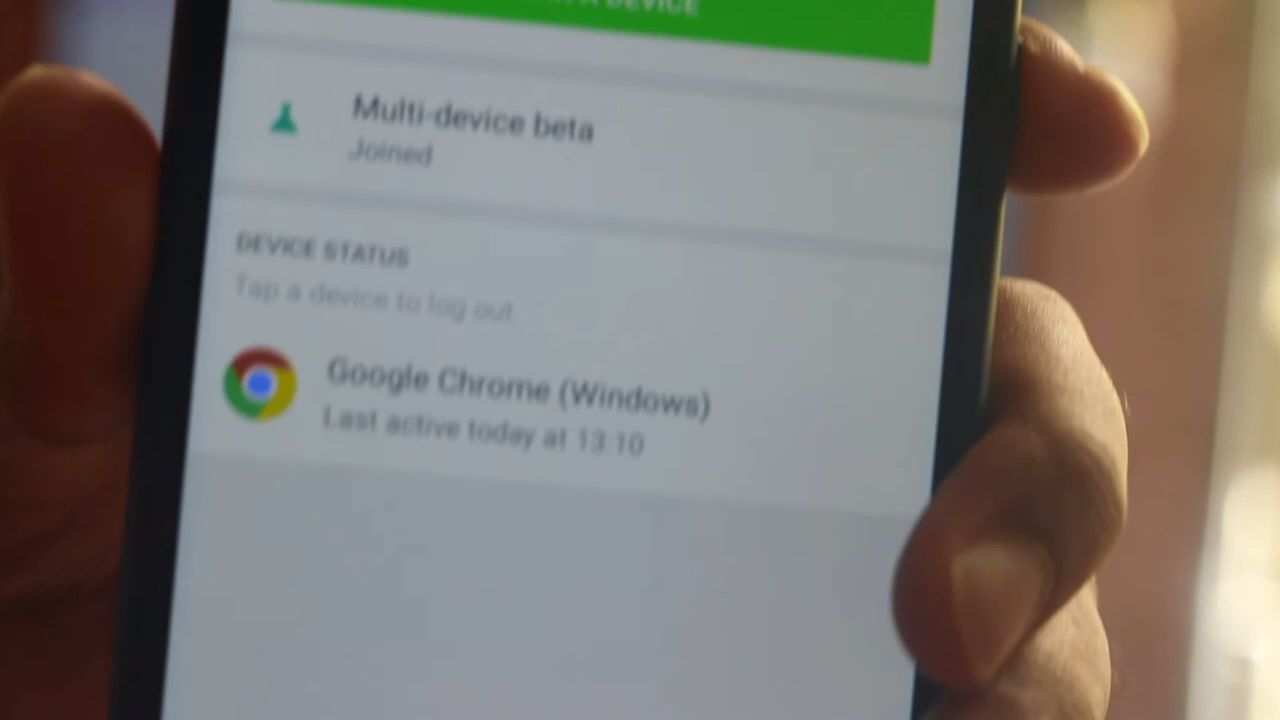 A DEVICE
Multi-device beta
Joined
DEVICE STATUS
Tap a device to log out
Google Chrome (Windows)
Last active today at 13:10